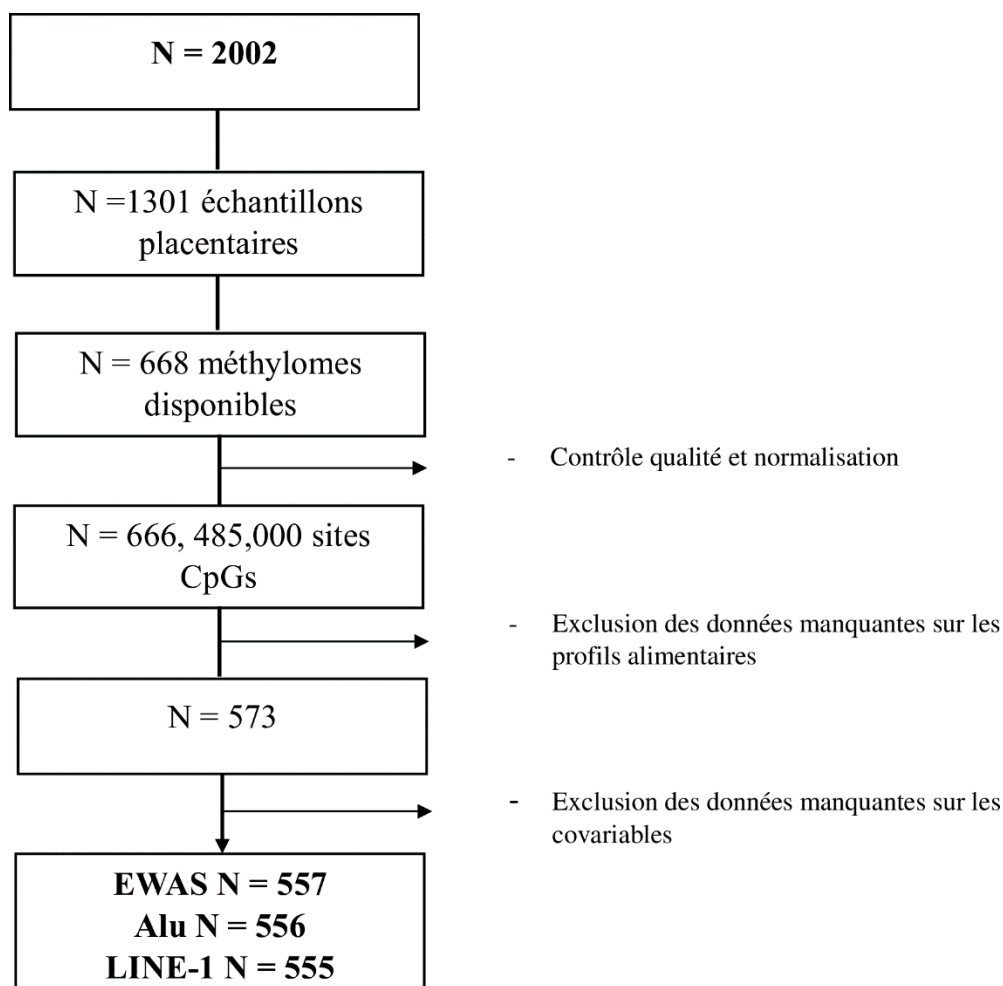 N = 2002
N =1301 échantillons
placentaires
N = 668 méthylomes
disponibles
- Contrôle qualité et normalisation
N = 666, 485,000 sites
CpGs
- Exclusion des données manquantes sur les
profils alimentaires
N = 573
- Exclusion des données manquantes sur les
covariables
EWAS N = 557
Alu N = 556
LINE-1 N = 555